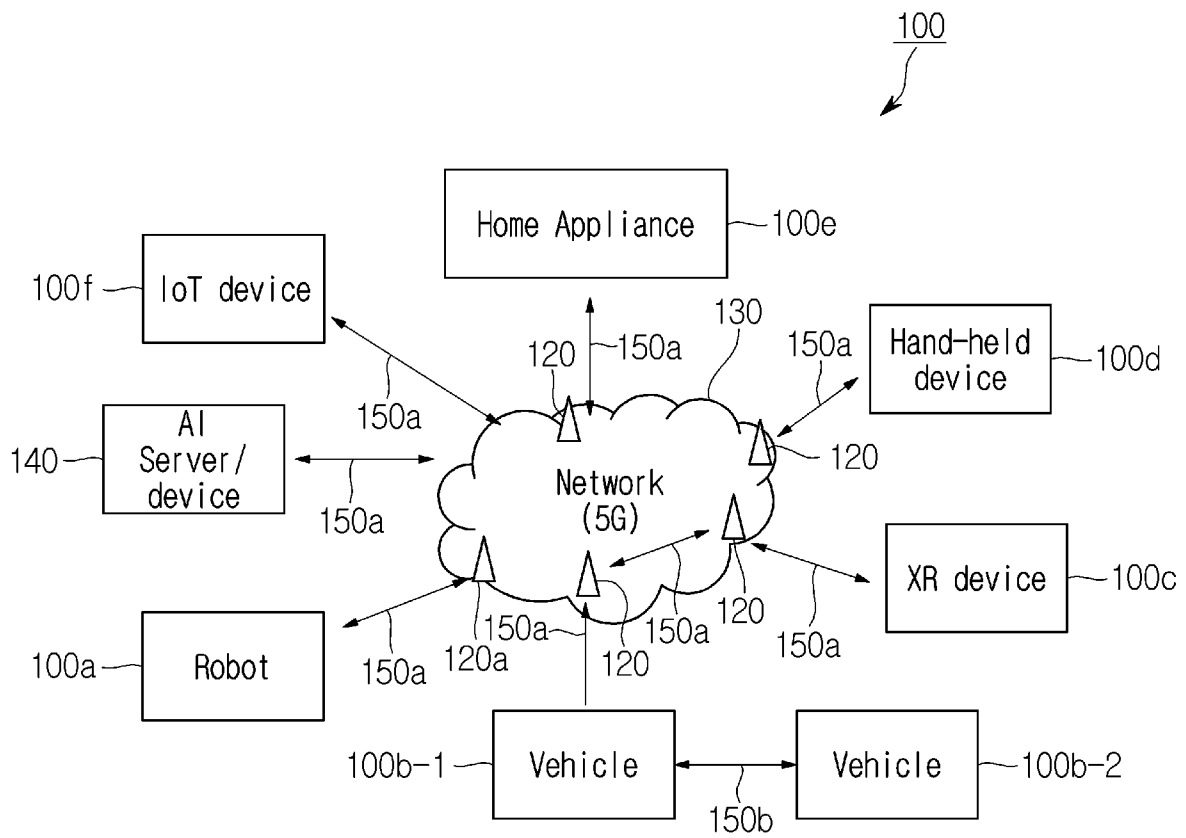 100
Home Appliance
100e
IoT device
100f
150a
130
120
150a
150a
Hand-held
device
100d
120
AI
Server/
device
140
150a
Network
(5G)
XR device
100c
150a
120
150a
150a
120
120a
150a
Robot
100a
Vehicle
100b-1
150b
Vehicle
100b-2